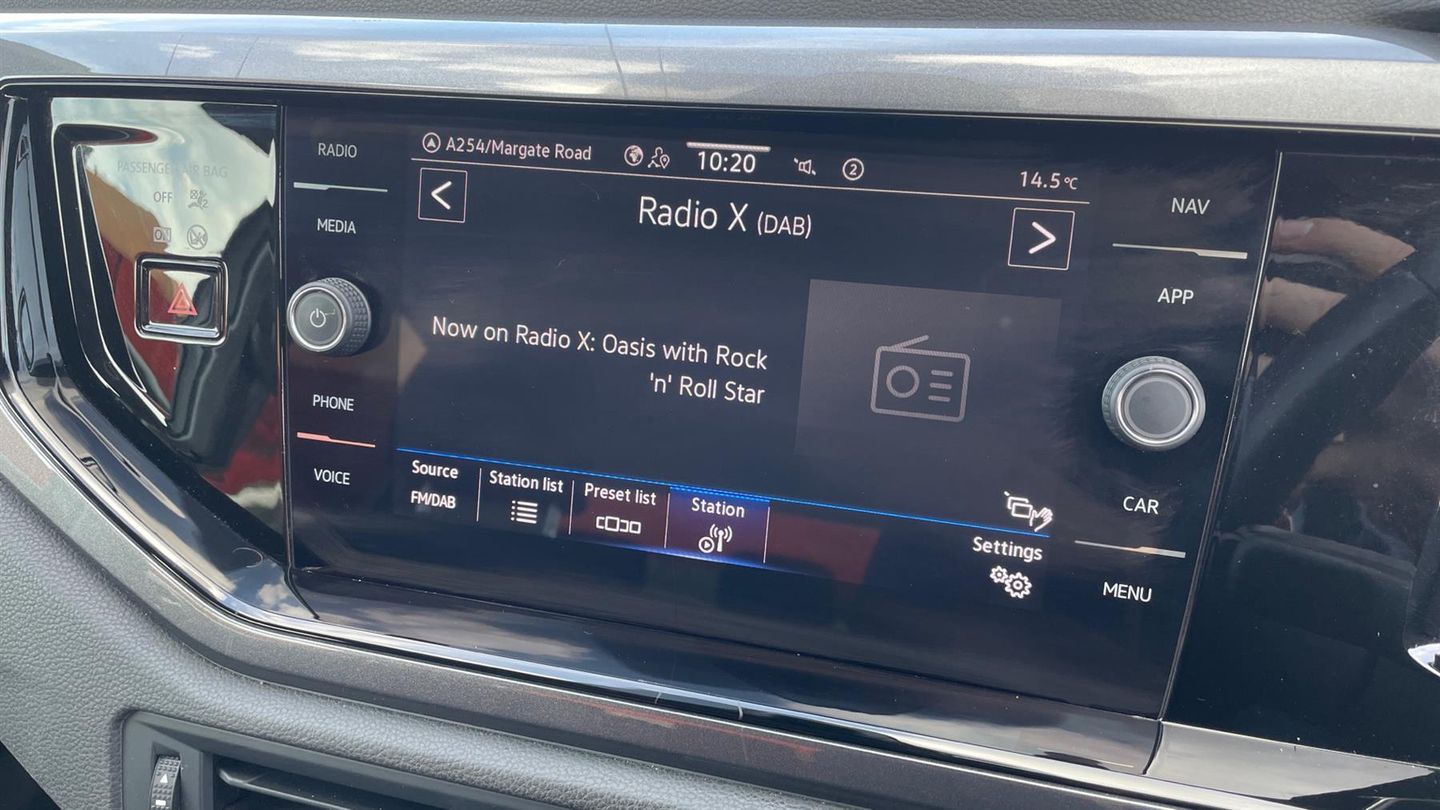 PASSENGER AIR BAG
OFF
ON
RADIO
MEDIA
PHONE
VOICE
A254/Margate Road
10:20
2
14.5°C
<
Radio X (DAB)
>
Now on Radio X: Oasis with Rock
'n' Roll Star
Source
FM/DAB
Station list
Preset list
Station
Settings
NAV
APP
CAR
MENU